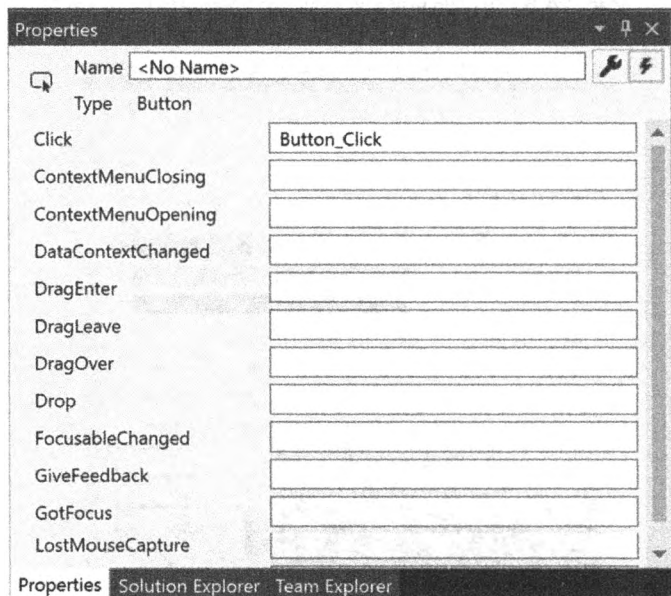 Properties
Name <No Name>
Type Button
Click Button_Click
ContextMenuClosing
ContextMenuOpening
DataContextChanged
DragEnter
DragLeave
DragOver
Drop
FocusableChanged
GiveFeedback
GotFocus
LostMouseCapture
Properties Solution Explorer Team Explorer